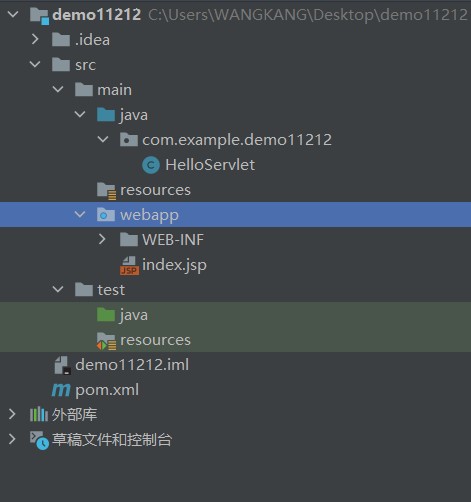 demo11212 C:\Users\WANGKANG\Desktop\demo11212
.idea
src
main
java
com.example.demo11212
HelloServlet
resources
webapp
WEB-INF
index.jsp
test
java
resources
demo11212.iml
pom.xml
外部库
草稿文件和控制台